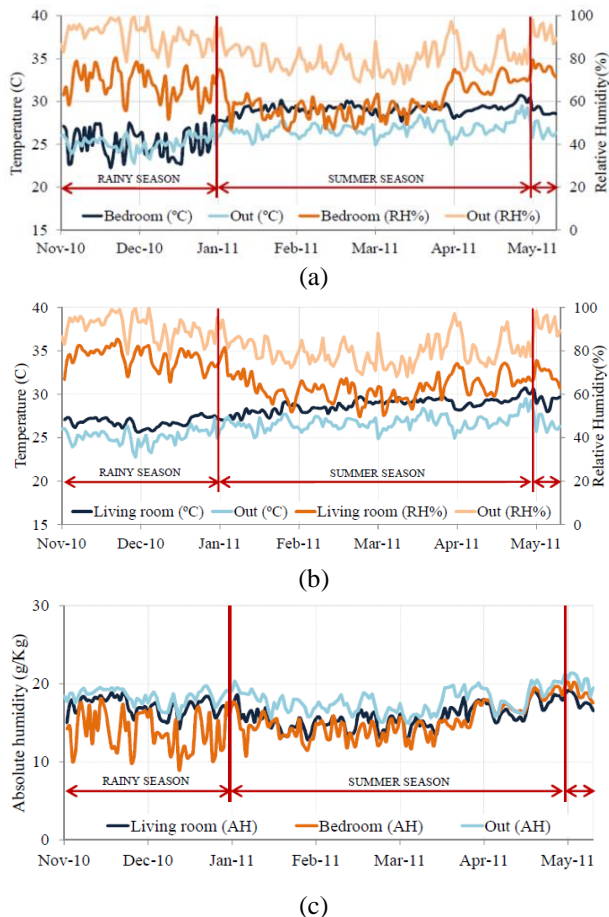 40
35
30
25
20
15
Temperature (C)
100
80
60
40
20
0
Relative Humidity(%)
RAINY SEASON
SUMMER SEASON
Bedroom (ºC) Out (ºC) Bedroom (RH%) Out (RH%)
Nov-10 Dec-10 Jan-11 Feb-11 Mar-11 Apr-11 May-11
(a)
40
35
30
25
20
15
Temperature (C)
100
80
60
40
20
0
Relative Humidity(%)
RAINY SEASON
SUMMER SEASON
Living room (ºC) Out (ºC) Living room (RH%) Out (RH%)
Nov-10 Dec-10 Jan-11 Feb-11 Mar-11 Apr-11 May-11
(b)
30
20
10
0
Absolute humidity (g/Kg)
RAINY SEASON
SUMMER SEASON
Living room (AH) Bedroom (AH) Out (AH)
Nov-10 Dec-10 Jan-11 Feb-11 Mar-11 Apr-11 May-11
(c)